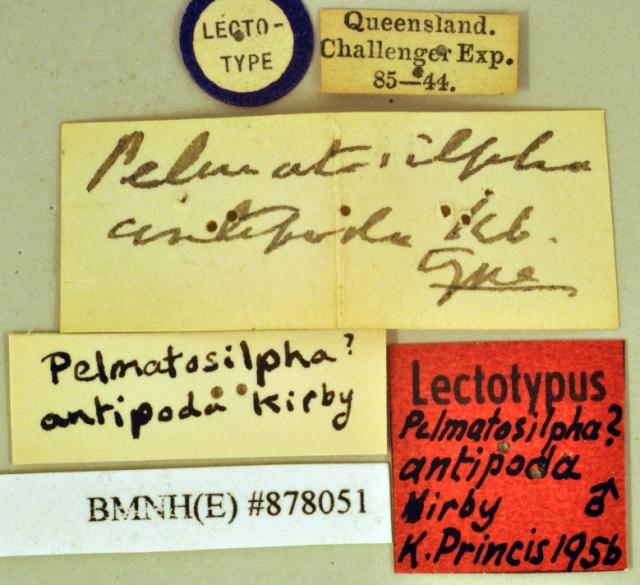 LECTO-
TYPE
Queensland.
Challenger Exp.
85—44.
Pelmatosilpha
antipoda Kb.
Type
Pelmatosilpha?
antipoda Kirby
BMNH(E) #878051
Lectotypus
Pelmatosilpha?
antipoda
Kirby ♂
K. Princis 1956